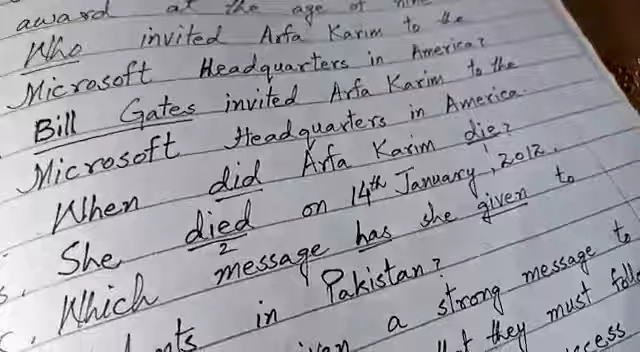 award at the age of nine
Who invited Arfa Karim to the
Microsoft Headquarters in America?
Bill Gates invited Arfa Karim to the
Microsoft Headquarters in America.
When did Arfa Karim die?
She died on 14th January, 2012.
2
Which message has she given to
in Pakistan?
a strong message to
they must